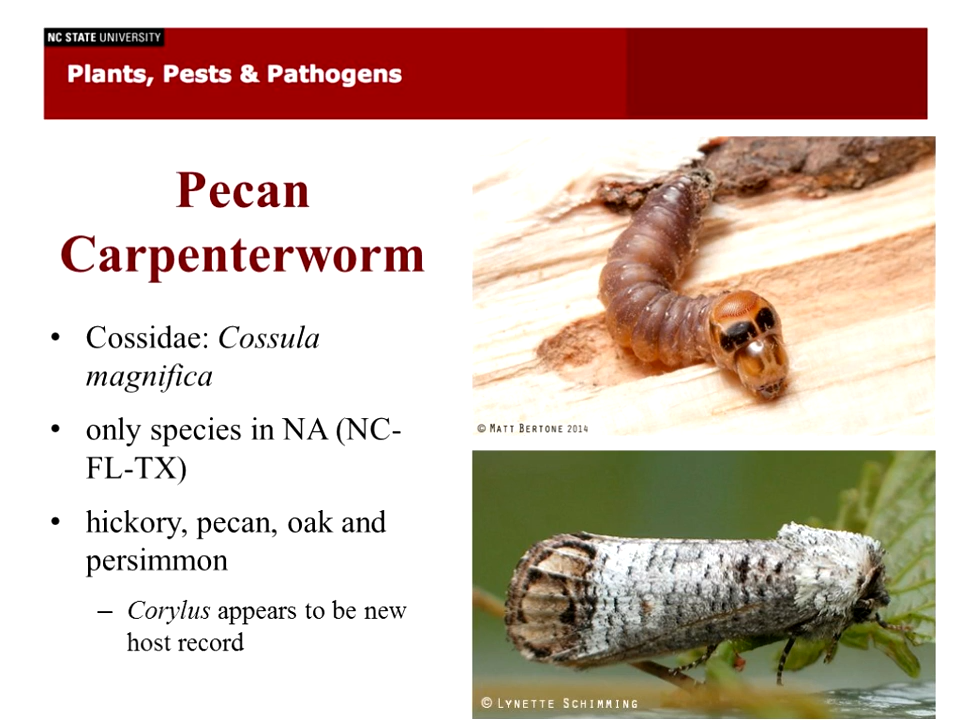 NC STATE UNIVERSITY
Plants, Pests & Pathogens
Pecan
Carpenterworm
• Cossidae: Cossula
magnifica
• only species in NA (NC-
FL-TX)
• hickory, pecan, oak and
persimmon
– Corylus appears to be new
host record
© Matt Bertone 2014
© Lynette Schimming